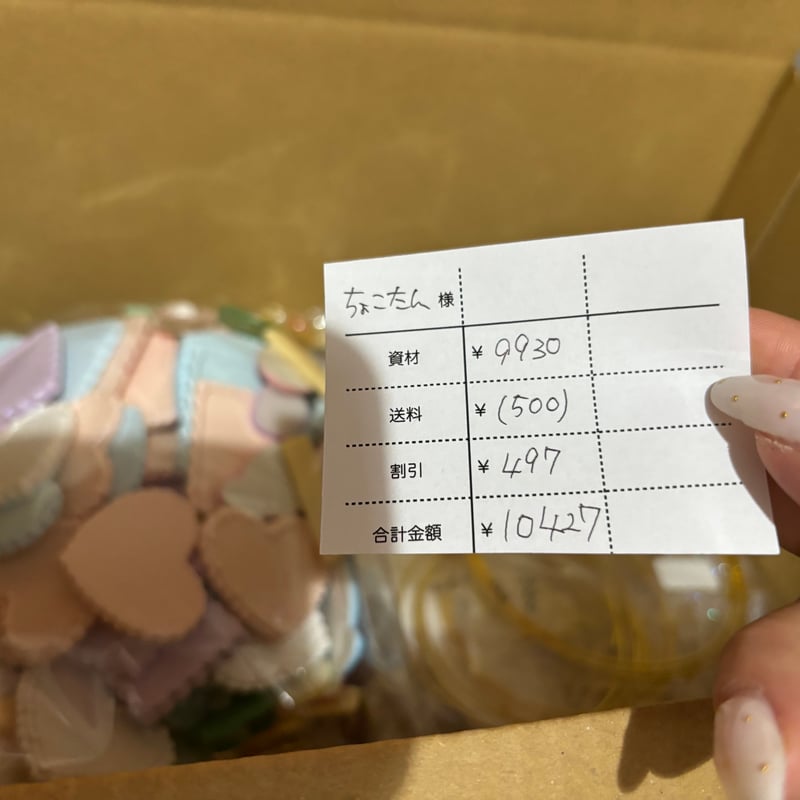 ちょこたん 様
資材 ¥ 9930
送料 ¥ (500)
割引 ¥ 497
合計金額 ¥ 10427